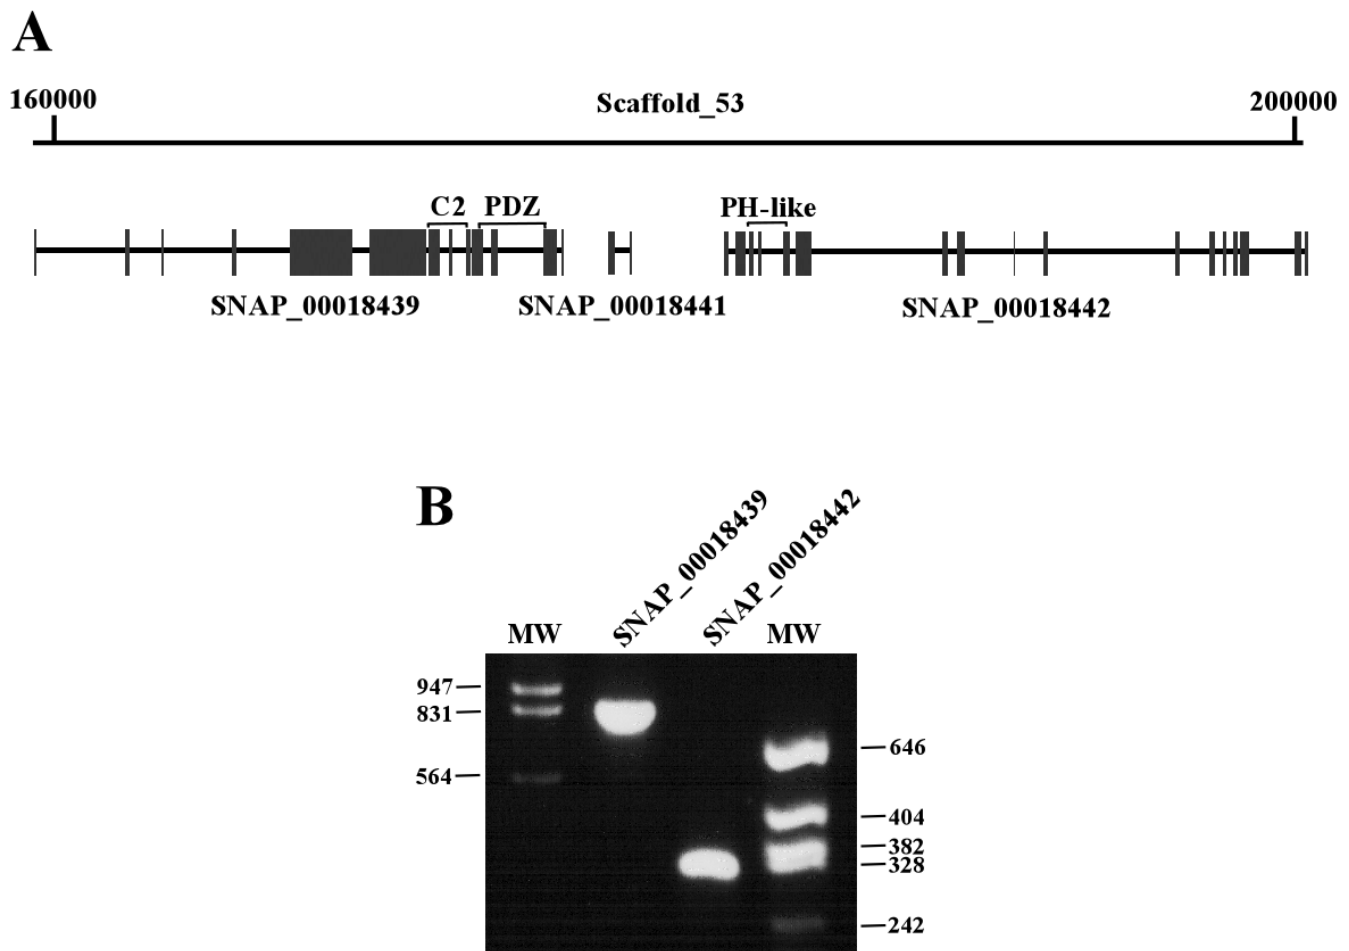 A
160000 Scaffold_53 200000
C2 PDZ PH-like
SNAP_00018439 SNAP_00018441 SNAP_00018442
B
SNAP_00018439
SNAP_00018442
MW MW
947
831
564
646
404
382
328
242